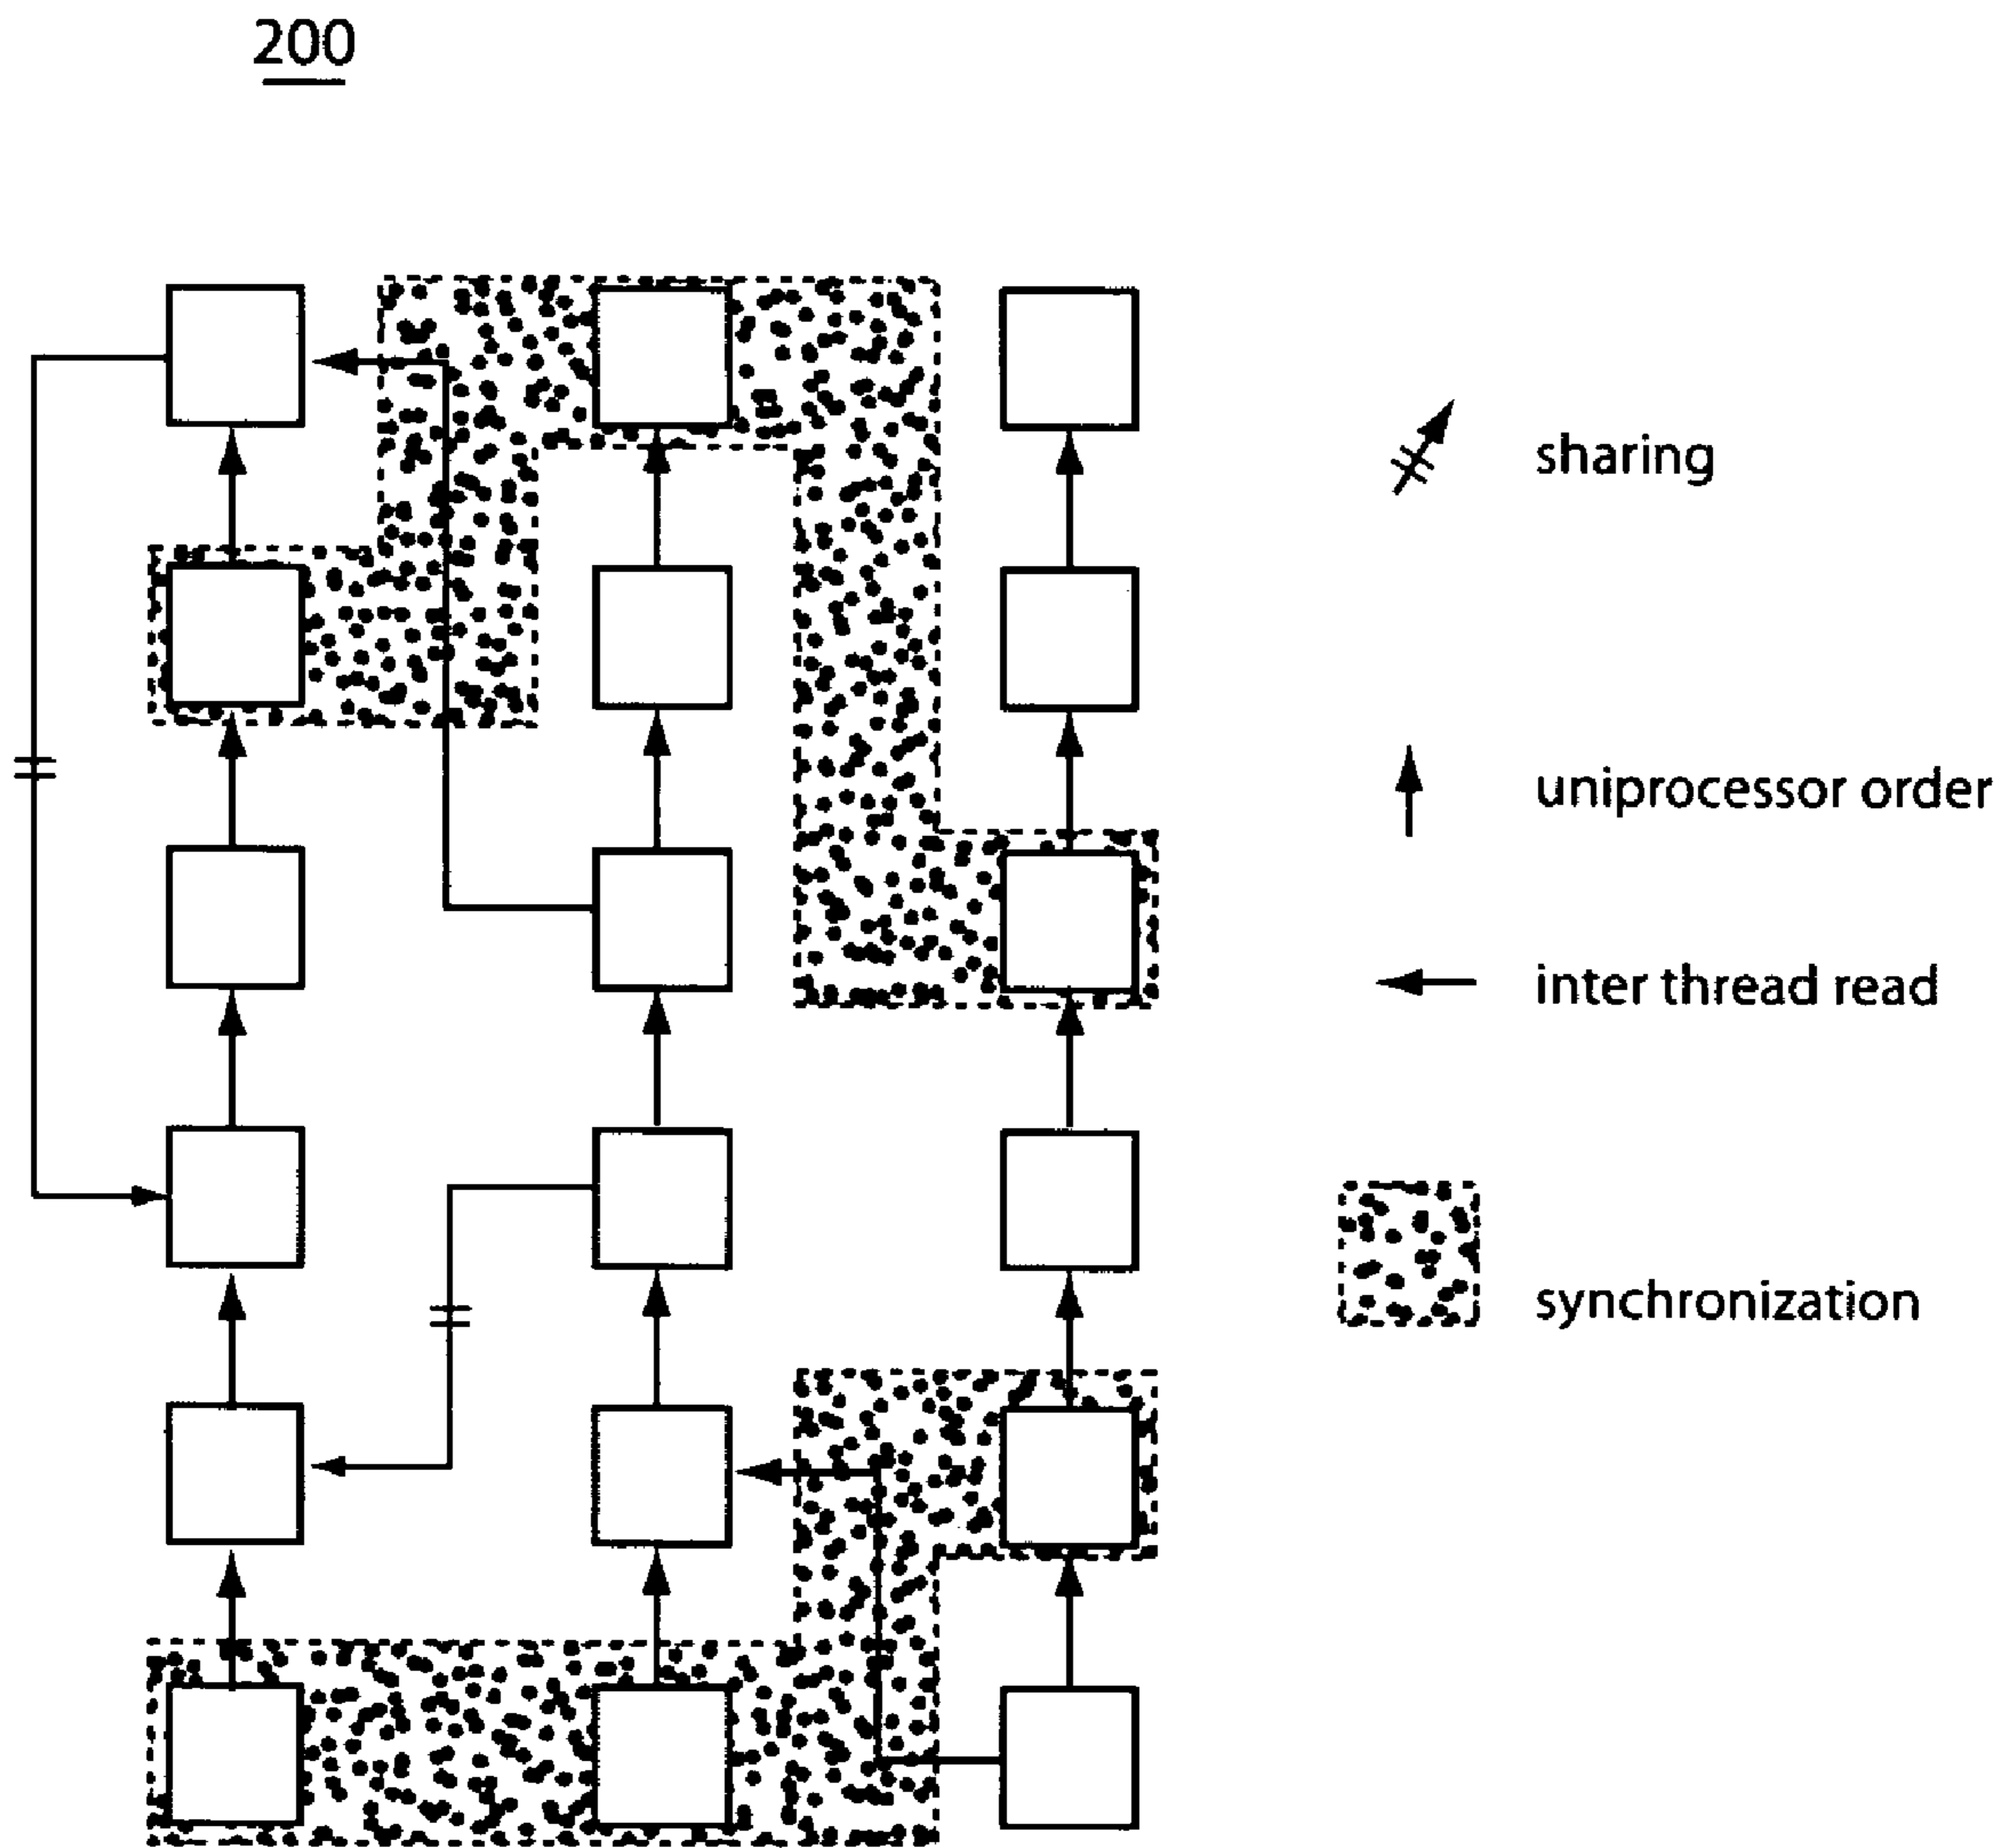 200
sharing
uniprocessor order
inter thread read
synchronization